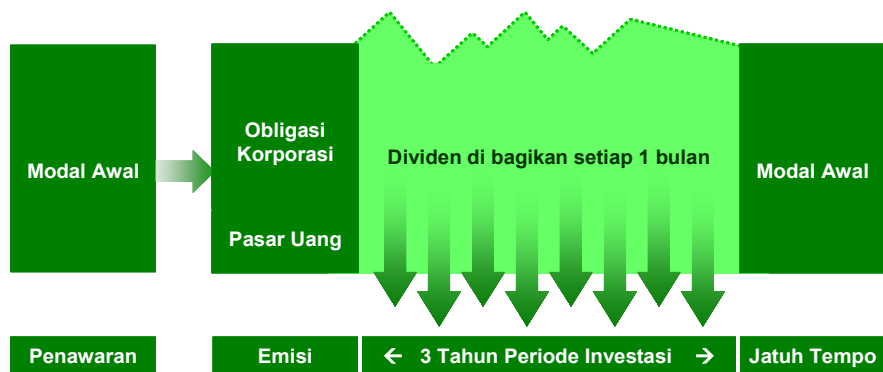 Modal Awal
Obligasi
Korporasi
Pasar Uang
Dividen di bagikan setiap 1 bulan
Modal Awal
Penawaran
Emisi
← 3 Tahun Periode Investasi →
Jatuh Tempo